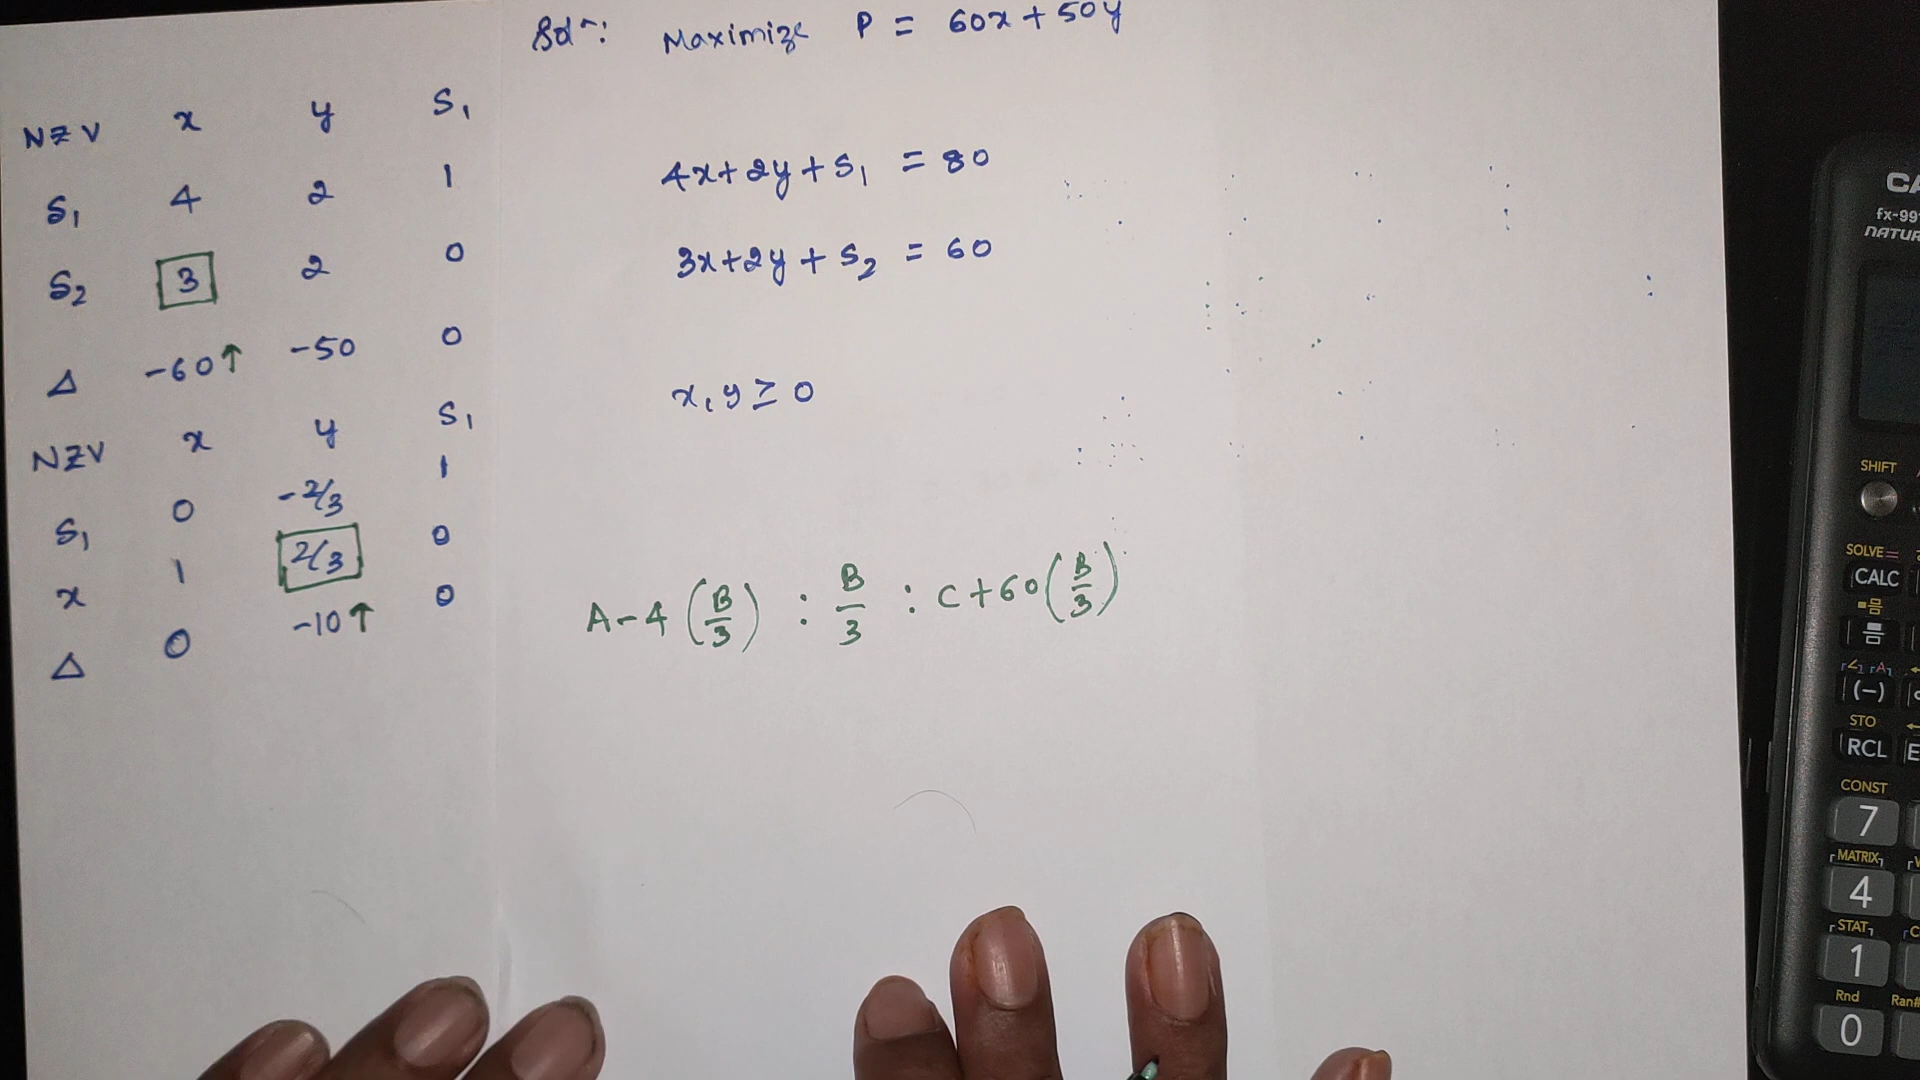 Solⁿ: Maximize P = 60x + 50y
NZV x y S₁
S₁ 4 2 1
S₂ 3 2 0
Δ -60↑ -50 0
NZV x y S₁
S₁ 0 -2/3 1
x 1 2/3 0
Δ 0 -10↑ 0
4x+2y+S₁ = 80
3x+2y+S₂ = 60
x, y ≥ 0
A-4(B/3) : B/3 : C+60(B/3)
CA
fx-99
NATUR
SHIFT
SOLVE =
CALC
(-)
STO
RCL E
CONST
7
MATRIX
4
STAT
1
Rnd Ran#
0